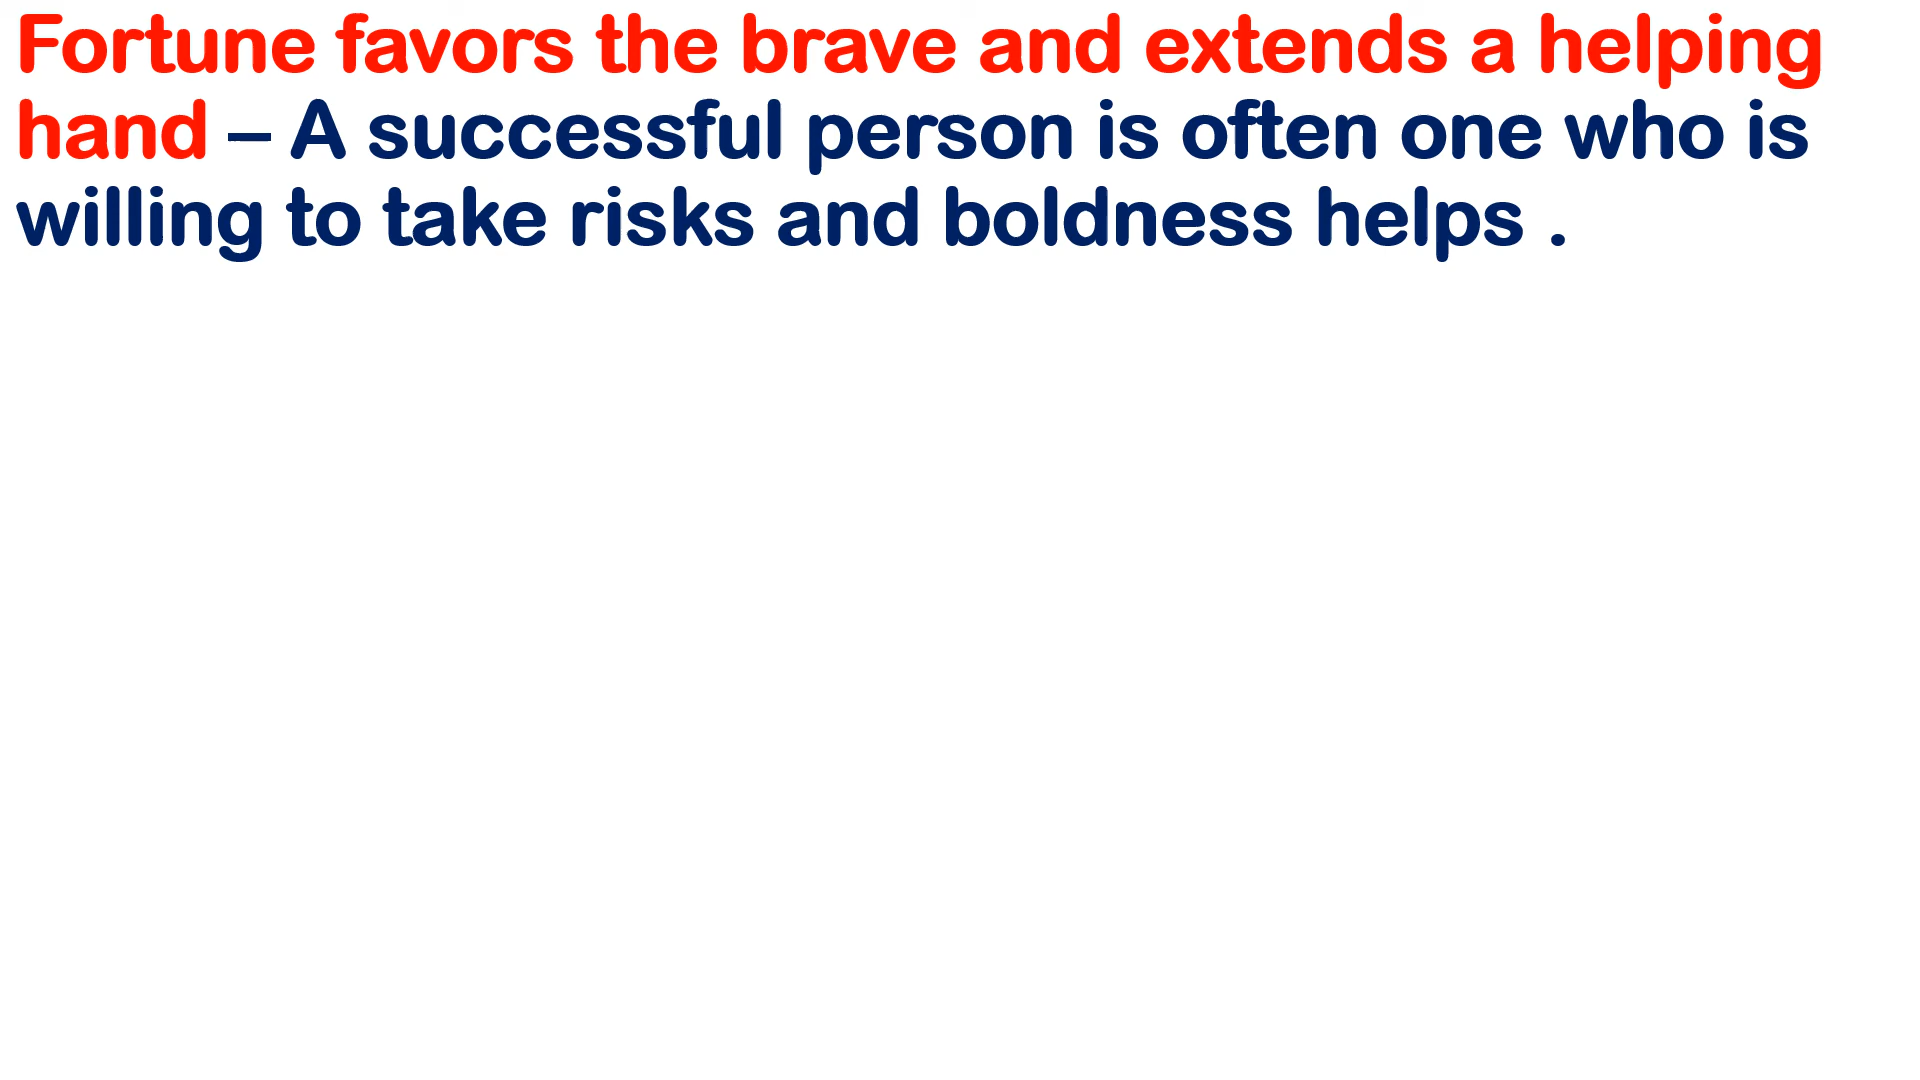 Fortune favors the brave and extends a helping
hand – A successful person is often one who is
willing to take risks and boldness helps .